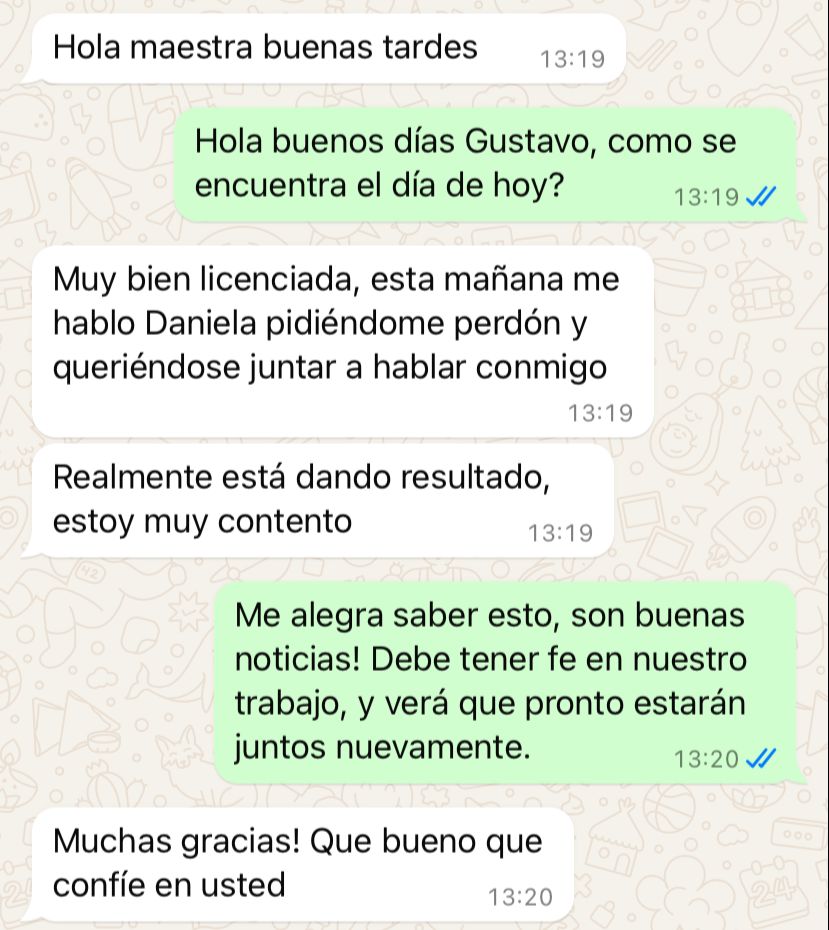 Hola maestra buenas tardes
13:19
Hola buenos días Gustavo, como se
encuentra el día de hoy?
13:19
Muy bien licenciada, esta mañana me
hablo Daniela pidiéndome perdón y
queriéndose juntar a hablar conmigo
13:19
Realmente está dando resultado,
estoy muy contento
13:19
Me alegra saber esto, son buenas
noticias! Debe tener fe en nuestro
trabajo, y verá que pronto estarán
juntos nuevamente.
13:20
Muchas gracias! Que bueno que
confíe en usted
13:20